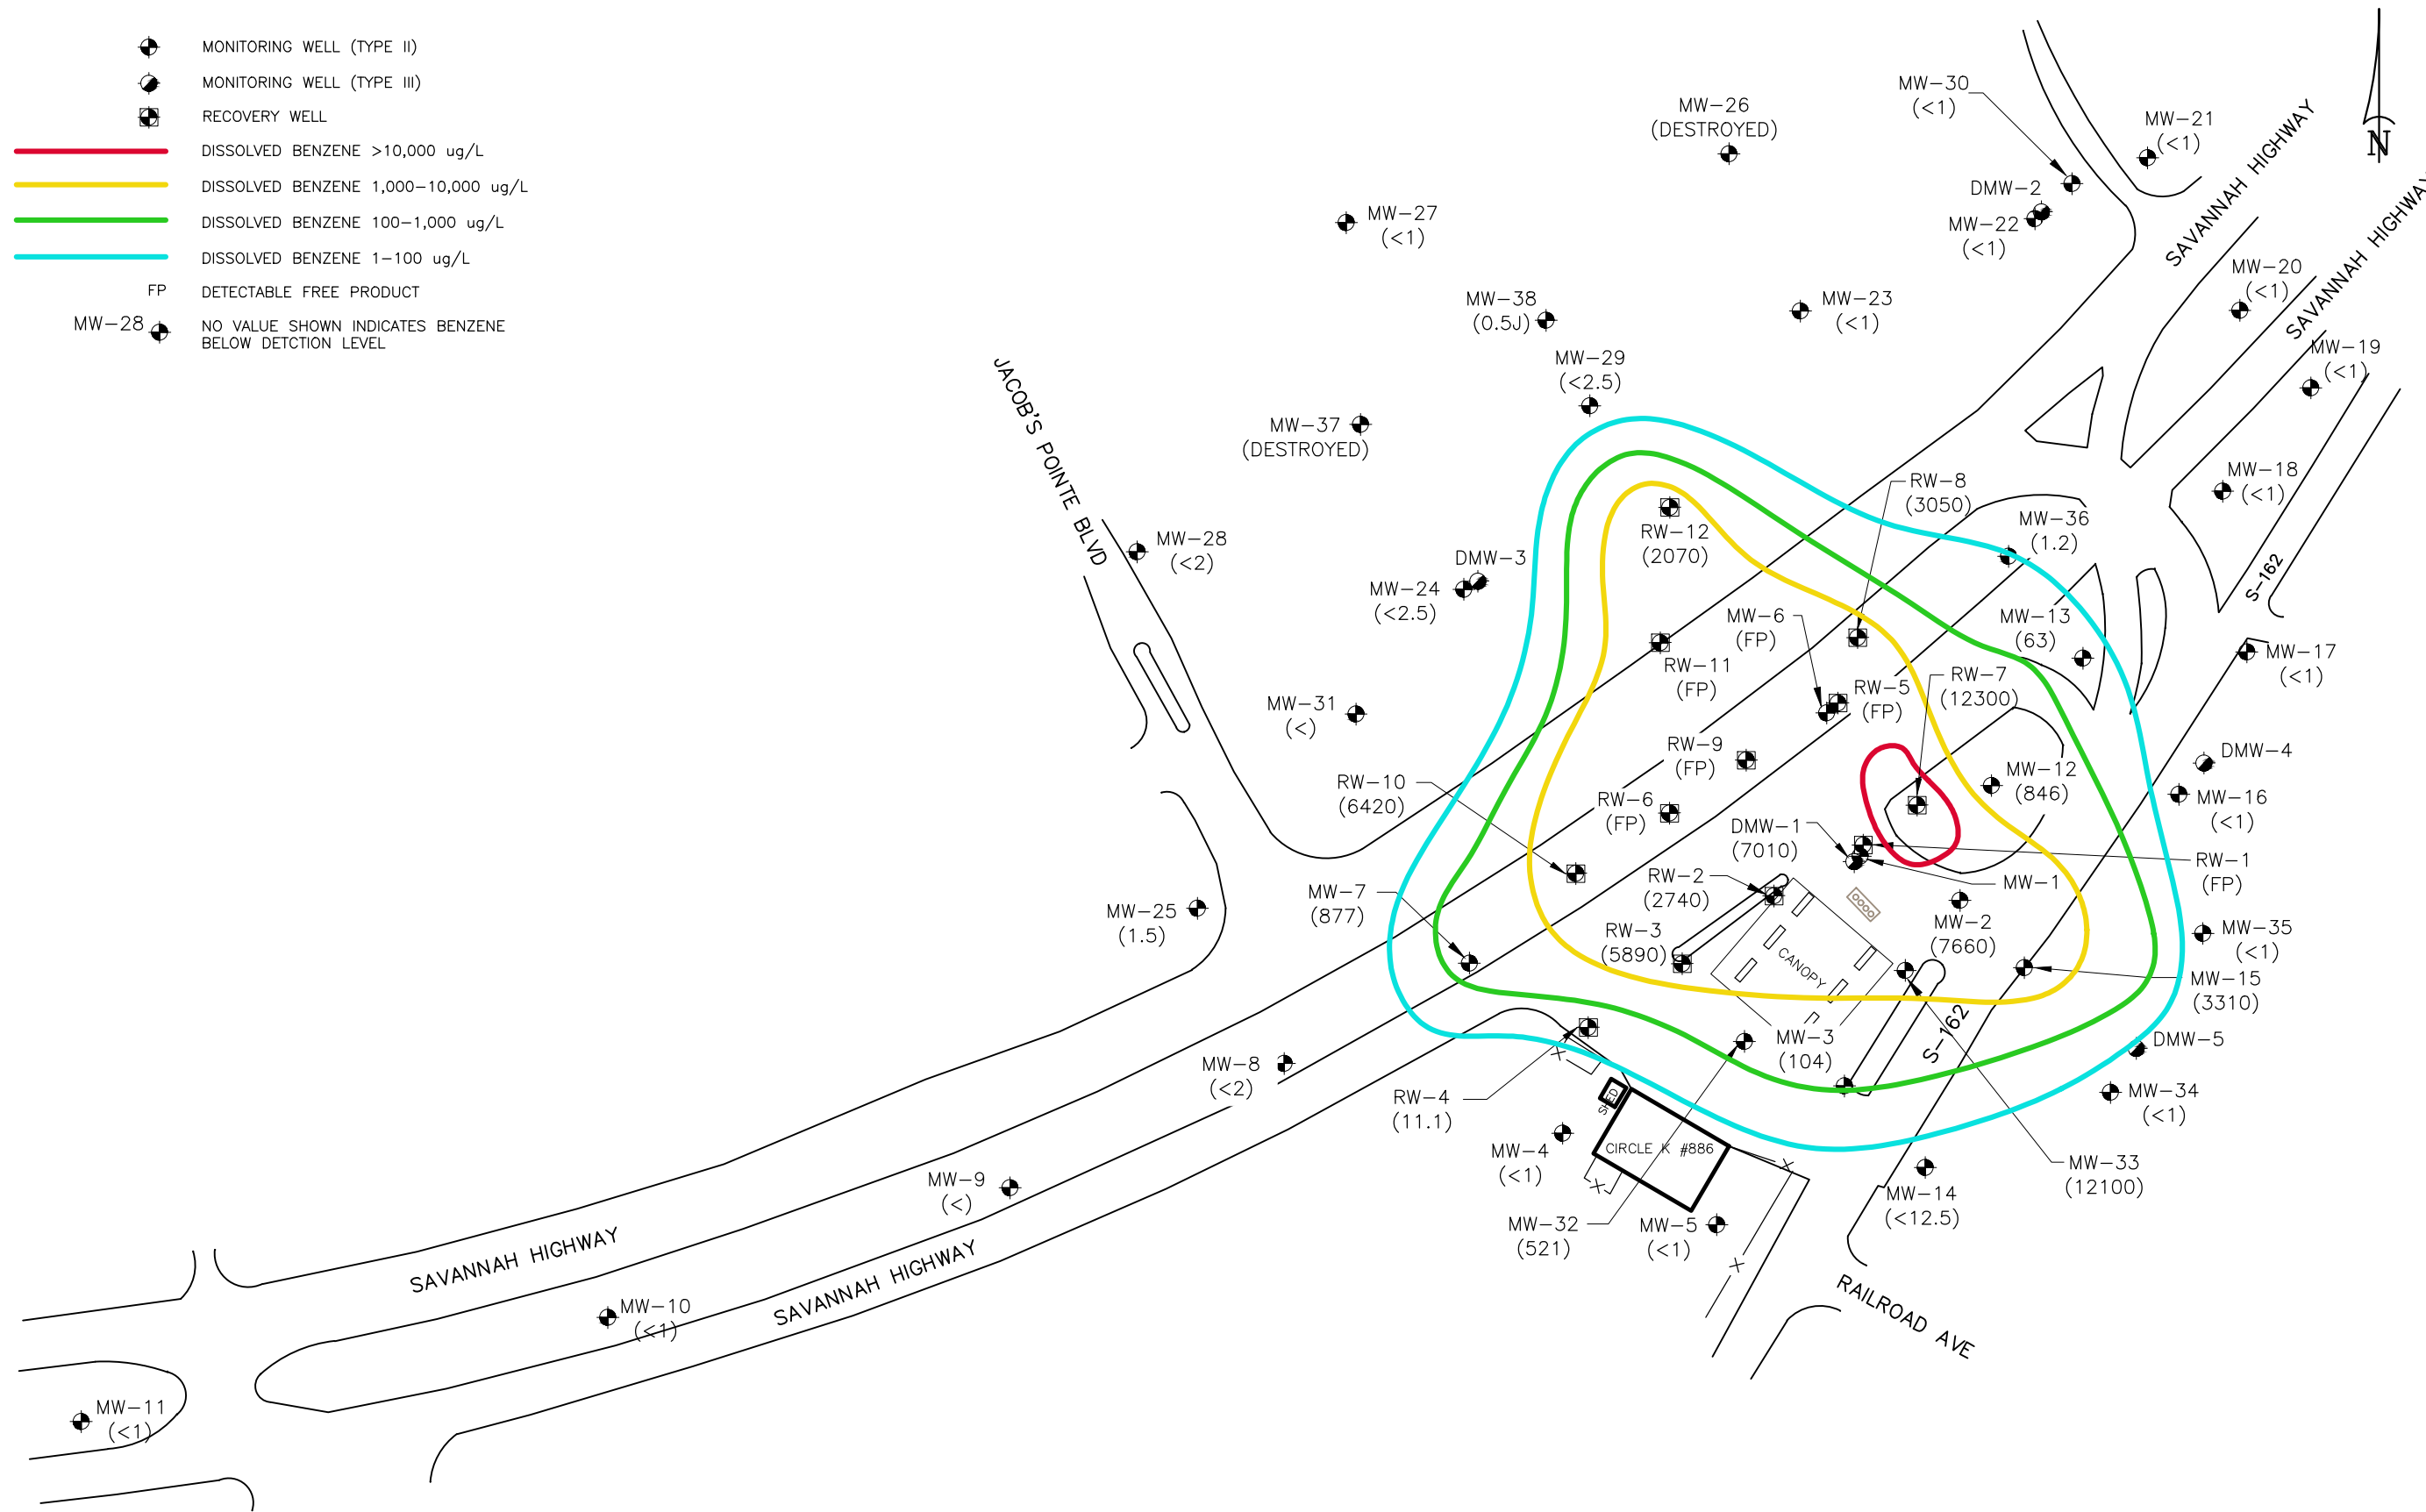 MONITORING WELL (TYPE II)
MONITORING WELL (TYPE III)
RECOVERY WELL
DISSOLVED BENZENE >10,000 ug/L
DISSOLVED BENZENE 1,000-10,000 ug/L
DISSOLVED BENZENE 100-1,000 ug/L
DISSOLVED BENZENE 1-100 ug/L
FP DETECTABLE FREE PRODUCT
MW-28 NO VALUE SHOWN INDICATES BENZENE
BELOW DETCTION LEVEL
N
MW-30
(<1)
MW-26
(DESTROYED)
MW-21
(<1)
SAVANNAH HIGHWAY
SAVANNAH HIGHWAY
DMW-2
MW-22
(<1)
MW-27
(<1)
MW-20
(<1)
MW-38
(0.5J)
MW-23
(<1)
MW-19
(<1)
MW-29
(<2.5)
JACOB'S POINTE BLVD
MW-37
(DESTROYED)
MW-18
(<1)
RW-8
(3050)
MW-36
(1.2)
RW-12
(2070)
MW-28
(<2)
DMW-3
MW-24
(<2.5)
S-162
MW-6
(FP)
MW-13
(63)
MW-17
(<1)
RW-11
(FP)
RW-5
(FP)
RW-7
(12300)
MW-31
(<)
RW-9
(FP)
DMW-4
MW-12
(846)
MW-16
(<1)
RW-10
(6420)
RW-6
(FP)
DMW-1
(7010)
RW-1
(FP)
MW-1
RW-2
(2740)
MW-7
(877)
MW-25
(1.5)
RW-3
(5890)
MW-2
(7660)
MW-35
(<1)
CANOPY
MW-15
(3310)
S-162
MW-3
(104)
DMW-5
MW-8
(<2)
X
RW-4
(11.1)
SHED
MW-34
(<1)
MW-4
(<1)
CIRCLE K #886
X
X
MW-33
(12100)
MW-9
(<)
MW-14
(<12.5)
MW-32
(521)
MW-5
(<1)
X
SAVANNAH HIGHWAY
SAVANNAH HIGHWAY
RAILROAD AVE
MW-10
(<1)
MW-11
(<1)